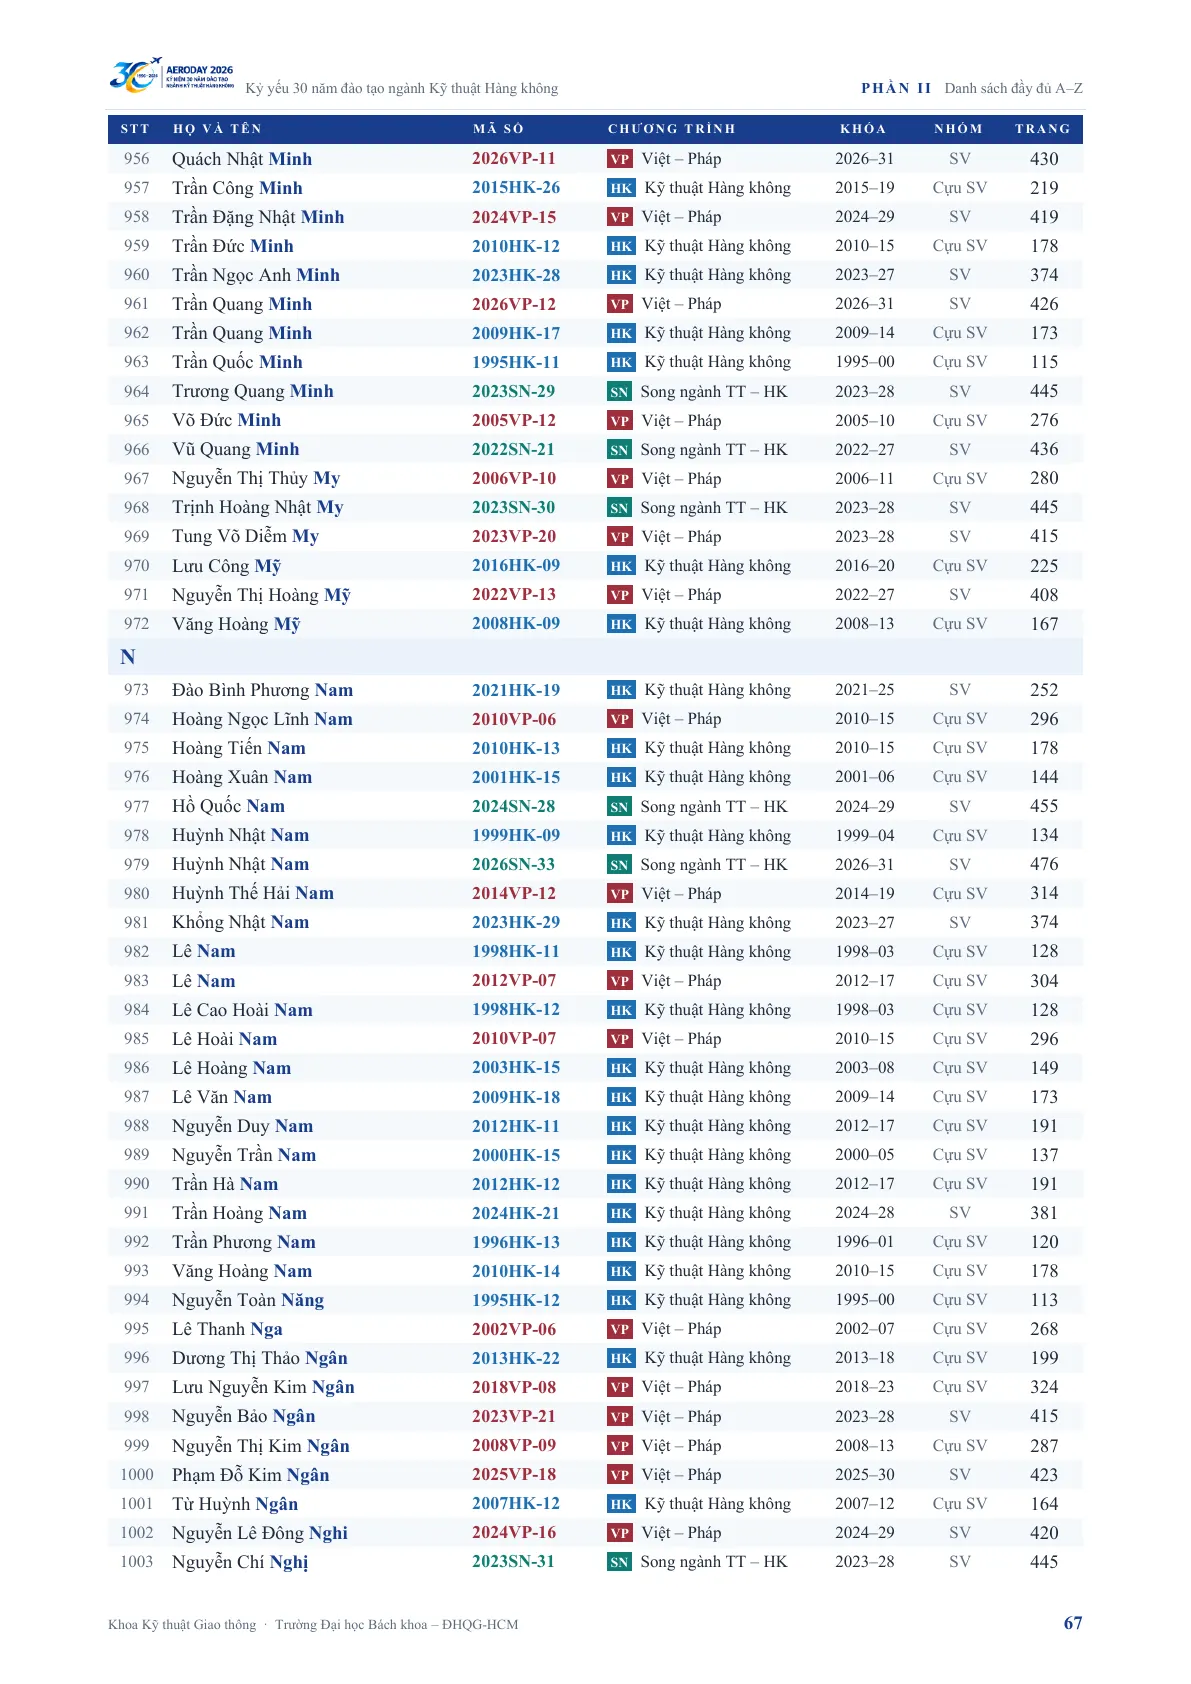 30
1996 - 2026
AERODAY 2026
KỶ NIỆM 30 NĂM ĐÀO TẠO
NGÀNH KỸ THUẬT HÀNG KHÔNG
Kỷ yếu 30 năm đào tạo ngành Kỹ thuật Hàng không
PHẦN II Danh sách đầy đủ A–Z
STT HỌ VÀ TÊN MÃ SỐ CHƯƠNG TRÌNH KHÓA NHÓM TRANG
956 Quách Nhật Minh 2026VP-11 VP Việt – Pháp 2026–31 SV 430
957 Trần Công Minh 2015HK-26 HK Kỹ thuật Hàng không 2015–19 Cựu SV 219
958 Trần Đặng Nhật Minh 2024VP-15 VP Việt – Pháp 2024–29 SV 419
959 Trần Đức Minh 2010HK-12 HK Kỹ thuật Hàng không 2010–15 Cựu SV 178
960 Trần Ngọc Anh Minh 2023HK-28 HK Kỹ thuật Hàng không 2023–27 SV 374
961 Trần Quang Minh 2026VP-12 VP Việt – Pháp 2026–31 SV 426
962 Trần Quang Minh 2009HK-17 HK Kỹ thuật Hàng không 2009–14 Cựu SV 173
963 Trần Quốc Minh 1995HK-11 HK Kỹ thuật Hàng không 1995–00 Cựu SV 115
964 Trương Quang Minh 2023SN-29 SN Song ngành TT – HK 2023–28 SV 445
965 Võ Đức Minh 2005VP-12 VP Việt – Pháp 2005–10 Cựu SV 276
966 Vũ Quang Minh 2022SN-21 SN Song ngành TT – HK 2022–27 SV 436
967 Nguyễn Thị Thủy My 2006VP-10 VP Việt – Pháp 2006–11 Cựu SV 280
968 Trịnh Hoàng Nhật My 2023SN-30 SN Song ngành TT – HK 2023–28 SV 445
969 Tung Võ Diễm My 2023VP-20 VP Việt – Pháp 2023–28 SV 415
970 Lưu Công Mỹ 2016HK-09 HK Kỹ thuật Hàng không 2016–20 Cựu SV 225
971 Nguyễn Thị Hoàng Mỹ 2022VP-13 VP Việt – Pháp 2022–27 SV 408
972 Văng Hoàng Mỹ 2008HK-09 HK Kỹ thuật Hàng không 2008–13 Cựu SV 167
N
973 Đào Bình Phương Nam 2021HK-19 HK Kỹ thuật Hàng không 2021–25 SV 252
974 Hoàng Ngọc Lĩnh Nam 2010VP-06 VP Việt – Pháp 2010–15 Cựu SV 296
975 Hoàng Tiến Nam 2010HK-13 HK Kỹ thuật Hàng không 2010–15 Cựu SV 178
976 Hoàng Xuân Nam 2001HK-15 HK Kỹ thuật Hàng không 2001–06 Cựu SV 144
977 Hồ Quốc Nam 2024SN-28 SN Song ngành TT – HK 2024–29 SV 455
978 Huỳnh Nhật Nam 1999HK-09 HK Kỹ thuật Hàng không 1999–04 Cựu SV 134
979 Huỳnh Nhật Nam 2026SN-33 SN Song ngành TT – HK 2026–31 SV 476
980 Huỳnh Thế Hải Nam 2014VP-12 VP Việt – Pháp 2014–19 Cựu SV 314
981 Khổng Nhật Nam 2023HK-29 HK Kỹ thuật Hàng không 2023–27 SV 374
982 Lê Nam 1998HK-11 HK Kỹ thuật Hàng không 1998–03 Cựu SV 128
983 Lê Nam 2012VP-07 VP Việt – Pháp 2012–17 Cựu SV 304
984 Lê Cao Hoài Nam 1998HK-12 HK Kỹ thuật Hàng không 1998–03 Cựu SV 128
985 Lê Hoài Nam 2010VP-07 VP Việt – Pháp 2010–15 Cựu SV 296
986 Lê Hoàng Nam 2003HK-15 HK Kỹ thuật Hàng không 2003–08 Cựu SV 149
987 Lê Văn Nam 2009HK-18 HK Kỹ thuật Hàng không 2009–14 Cựu SV 173
988 Nguyễn Duy Nam 2012HK-11 HK Kỹ thuật Hàng không 2012–17 Cựu SV 191
989 Nguyễn Trần Nam 2000HK-15 HK Kỹ thuật Hàng không 2000–05 Cựu SV 137
990 Trần Hà Nam 2012HK-12 HK Kỹ thuật Hàng không 2012–17 Cựu SV 191
991 Trần Hoàng Nam 2024HK-21 HK Kỹ thuật Hàng không 2024–28 SV 381
992 Trần Phương Nam 1996HK-13 HK Kỹ thuật Hàng không 1996–01 Cựu SV 120
993 Văng Hoàng Nam 2010HK-14 HK Kỹ thuật Hàng không 2010–15 Cựu SV 178
994 Nguyễn Toàn Năng 1995HK-12 HK Kỹ thuật Hàng không 1995–00 Cựu SV 113
995 Lê Thanh Nga 2002VP-06 VP Việt – Pháp 2002–07 Cựu SV 268
996 Dương Thị Thảo Ngân 2013HK-22 HK Kỹ thuật Hàng không 2013–18 Cựu SV 199
997 Lưu Nguyễn Kim Ngân 2018VP-08 VP Việt – Pháp 2018–23 Cựu SV 324
998 Nguyễn Bảo Ngân 2023VP-21 VP Việt – Pháp 2023–28 SV 415
999 Nguyễn Thị Kim Ngân 2008VP-09 VP Việt – Pháp 2008–13 Cựu SV 287
1000 Phạm Đỗ Kim Ngân 2025VP-18 VP Việt – Pháp 2025–30 SV 423
1001 Từ Huỳnh Ngân 2007HK-12 HK Kỹ thuật Hàng không 2007–12 Cựu SV 164
1002 Nguyễn Lê Đông Nghi 2024VP-16 VP Việt – Pháp 2024–29 SV 420
1003 Nguyễn Chí Nghị 2023SN-31 SN Song ngành TT – HK 2023–28 SV 445
Khoa Kỹ thuật Giao thông · Trường Đại học Bách khoa – ĐHQG-HCM
67